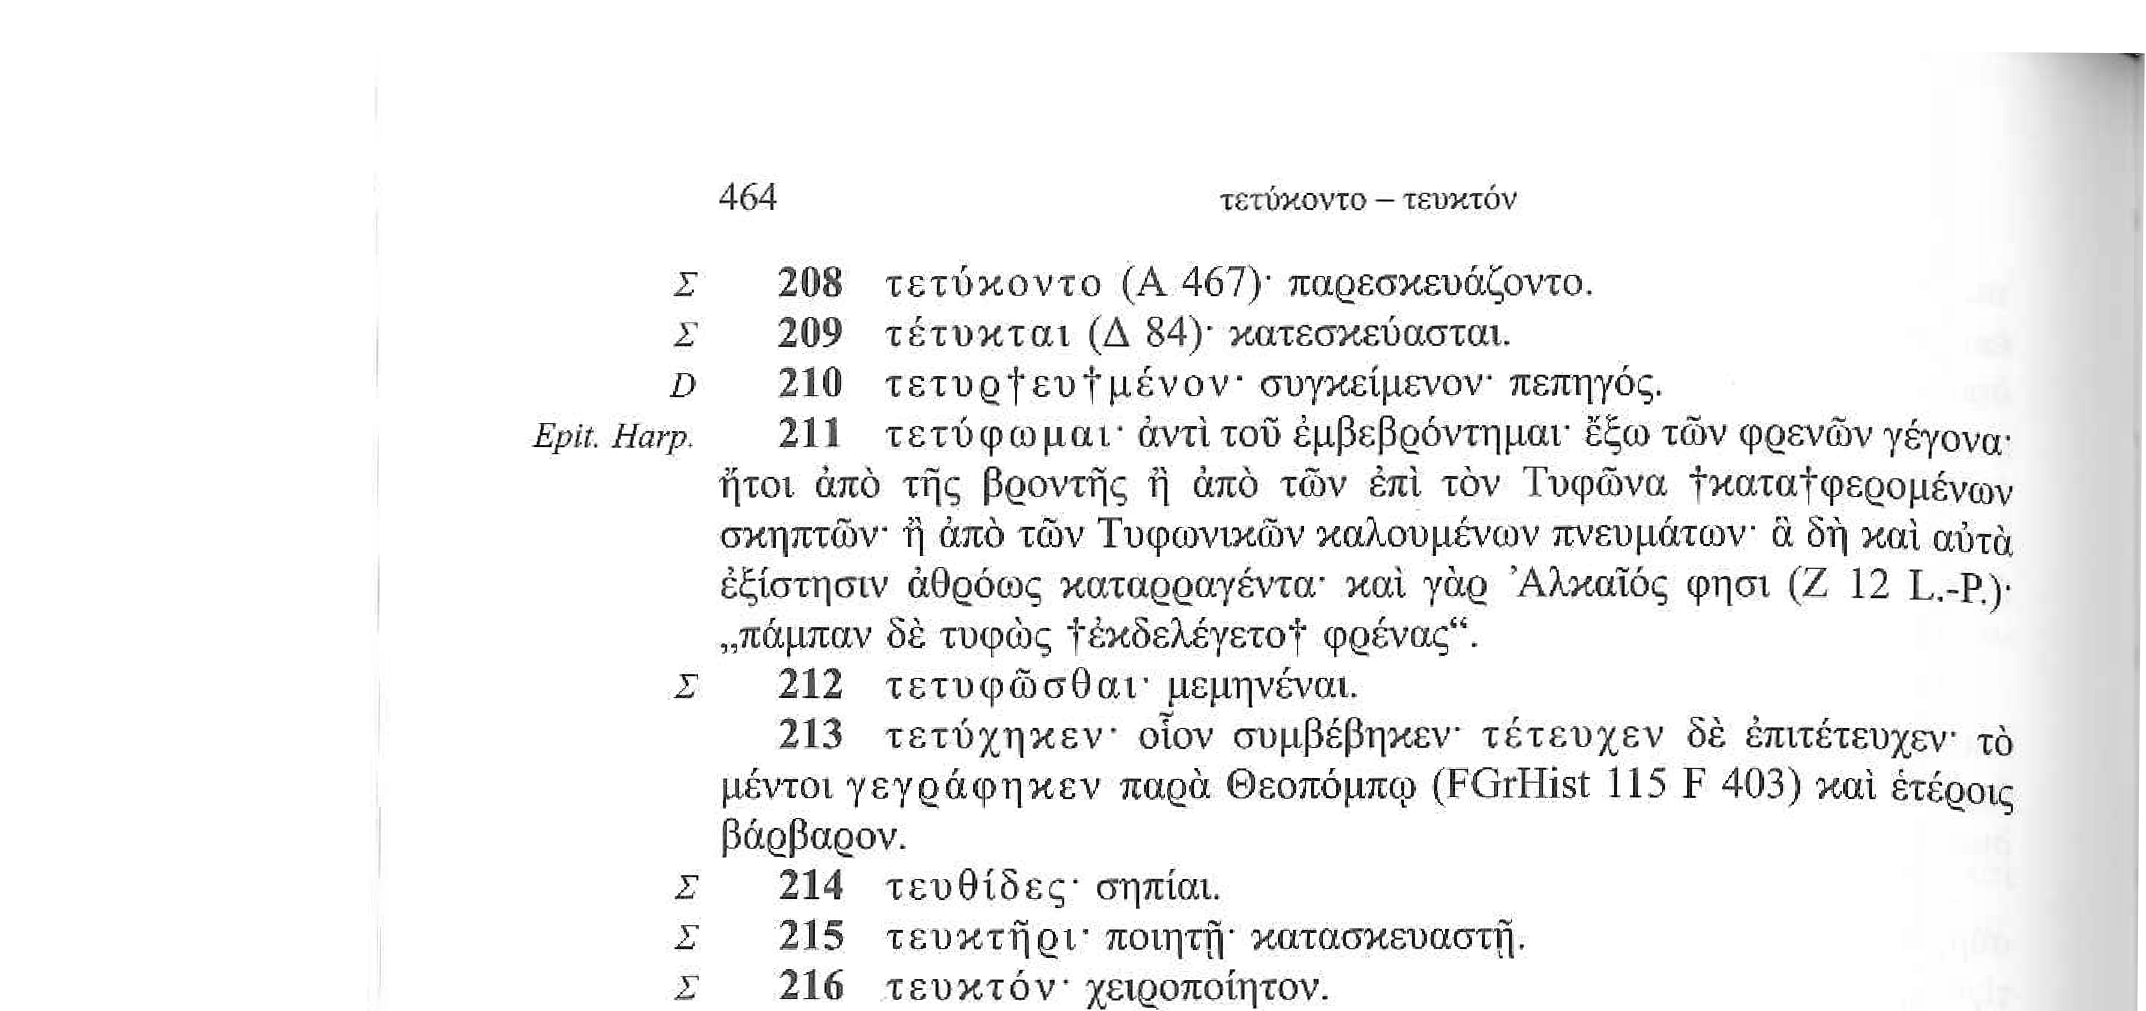 464 τετύκοντο – τευκτόν
Σ 208 τετύκοντο (Α 467)· παρεσκευάζοντο.
Σ 209 τέτυκται (Δ 84)· κατεσκεύασται.
D 210 τετυρ†ευ†μένον· συγκείμενον· πεπηγός.
Epit. Harp. 211 τετύφωμαι· ἀντὶ τοῦ ἐμβεβρόντημαι· ἔξω τῶν φρενῶν γέγονα·
ἤτοι ἀπὸ τῆς βροντῆς ἢ ἀπὸ τῶν ἐπὶ τὸν Τυφῶνα †κατα†φερομένων
σκηπτῶν· ἢ ἀπὸ τῶν Τυφωνικῶν καλουμένων πνευμάτων· ἃ δὴ καὶ αὐτὰ
ἐξίστησιν ἀθρόως καταρραγέντα· καὶ γὰρ Ἀλκαῖός φησι (Ζ 12 L.-P.)·
„πάμπαν δὲ τυφὼς †ἐκδελέγετο† φρένας“.
Σ 212 τετυφῶσθαι· μεμηνέναι.
213 τετύχηκεν· οἷον συμβέβηκεν· τέτευχεν δὲ ἐπιτέτευχεν· τὸ
μέντοι γεγράφηκεν παρὰ Θεοπόμπῳ (FGrHist 115 F 403) καὶ ἑτέροις
βάρβαρον.
Σ 214 τευθίδες· σηπίαι.
Σ 215 τευκτῆρι· ποιητῇ· κατασκευαστῇ.
Σ 216 τευκτόν· χειροποίητον.